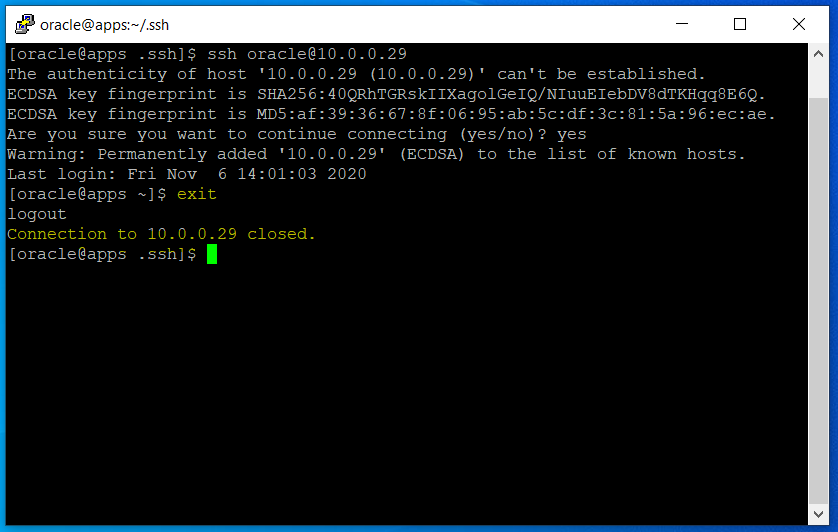 oracle@apps:~/.ssh
[oracle@apps .ssh]$ ssh oracle@10.0.0.29
The authenticity of host '10.0.0.29 (10.0.0.29)' can't be established.
ECDSA key fingerprint is SHA256:40QRhTGRskIIXagolGeIQ/NIuuEIebDV8dTKHqq8E6Q.
ECDSA key fingerprint is MD5:af:39:36:67:8f:06:95:ab:5c:df:3c:81:5a:96:ec:ae.
Are you sure you want to continue connecting (yes/no)? yes
Warning: Permanently added '10.0.0.29' (ECDSA) to the list of known hosts.
Last login: Fri Nov  6 14:01:03 2020
[oracle@apps ~]$ exit
logout
Connection to 10.0.0.29 closed.
[oracle@apps .ssh]$